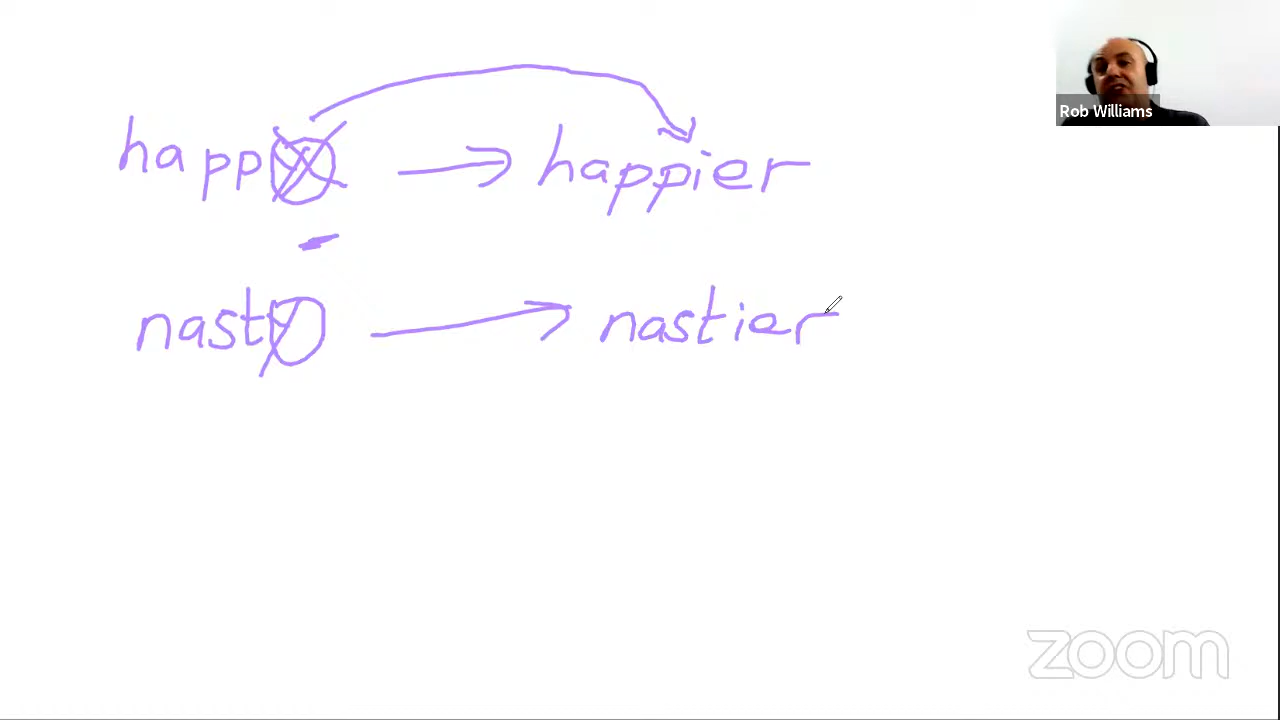 happy → happier
nasty → nastier
Rob Williams
zoom